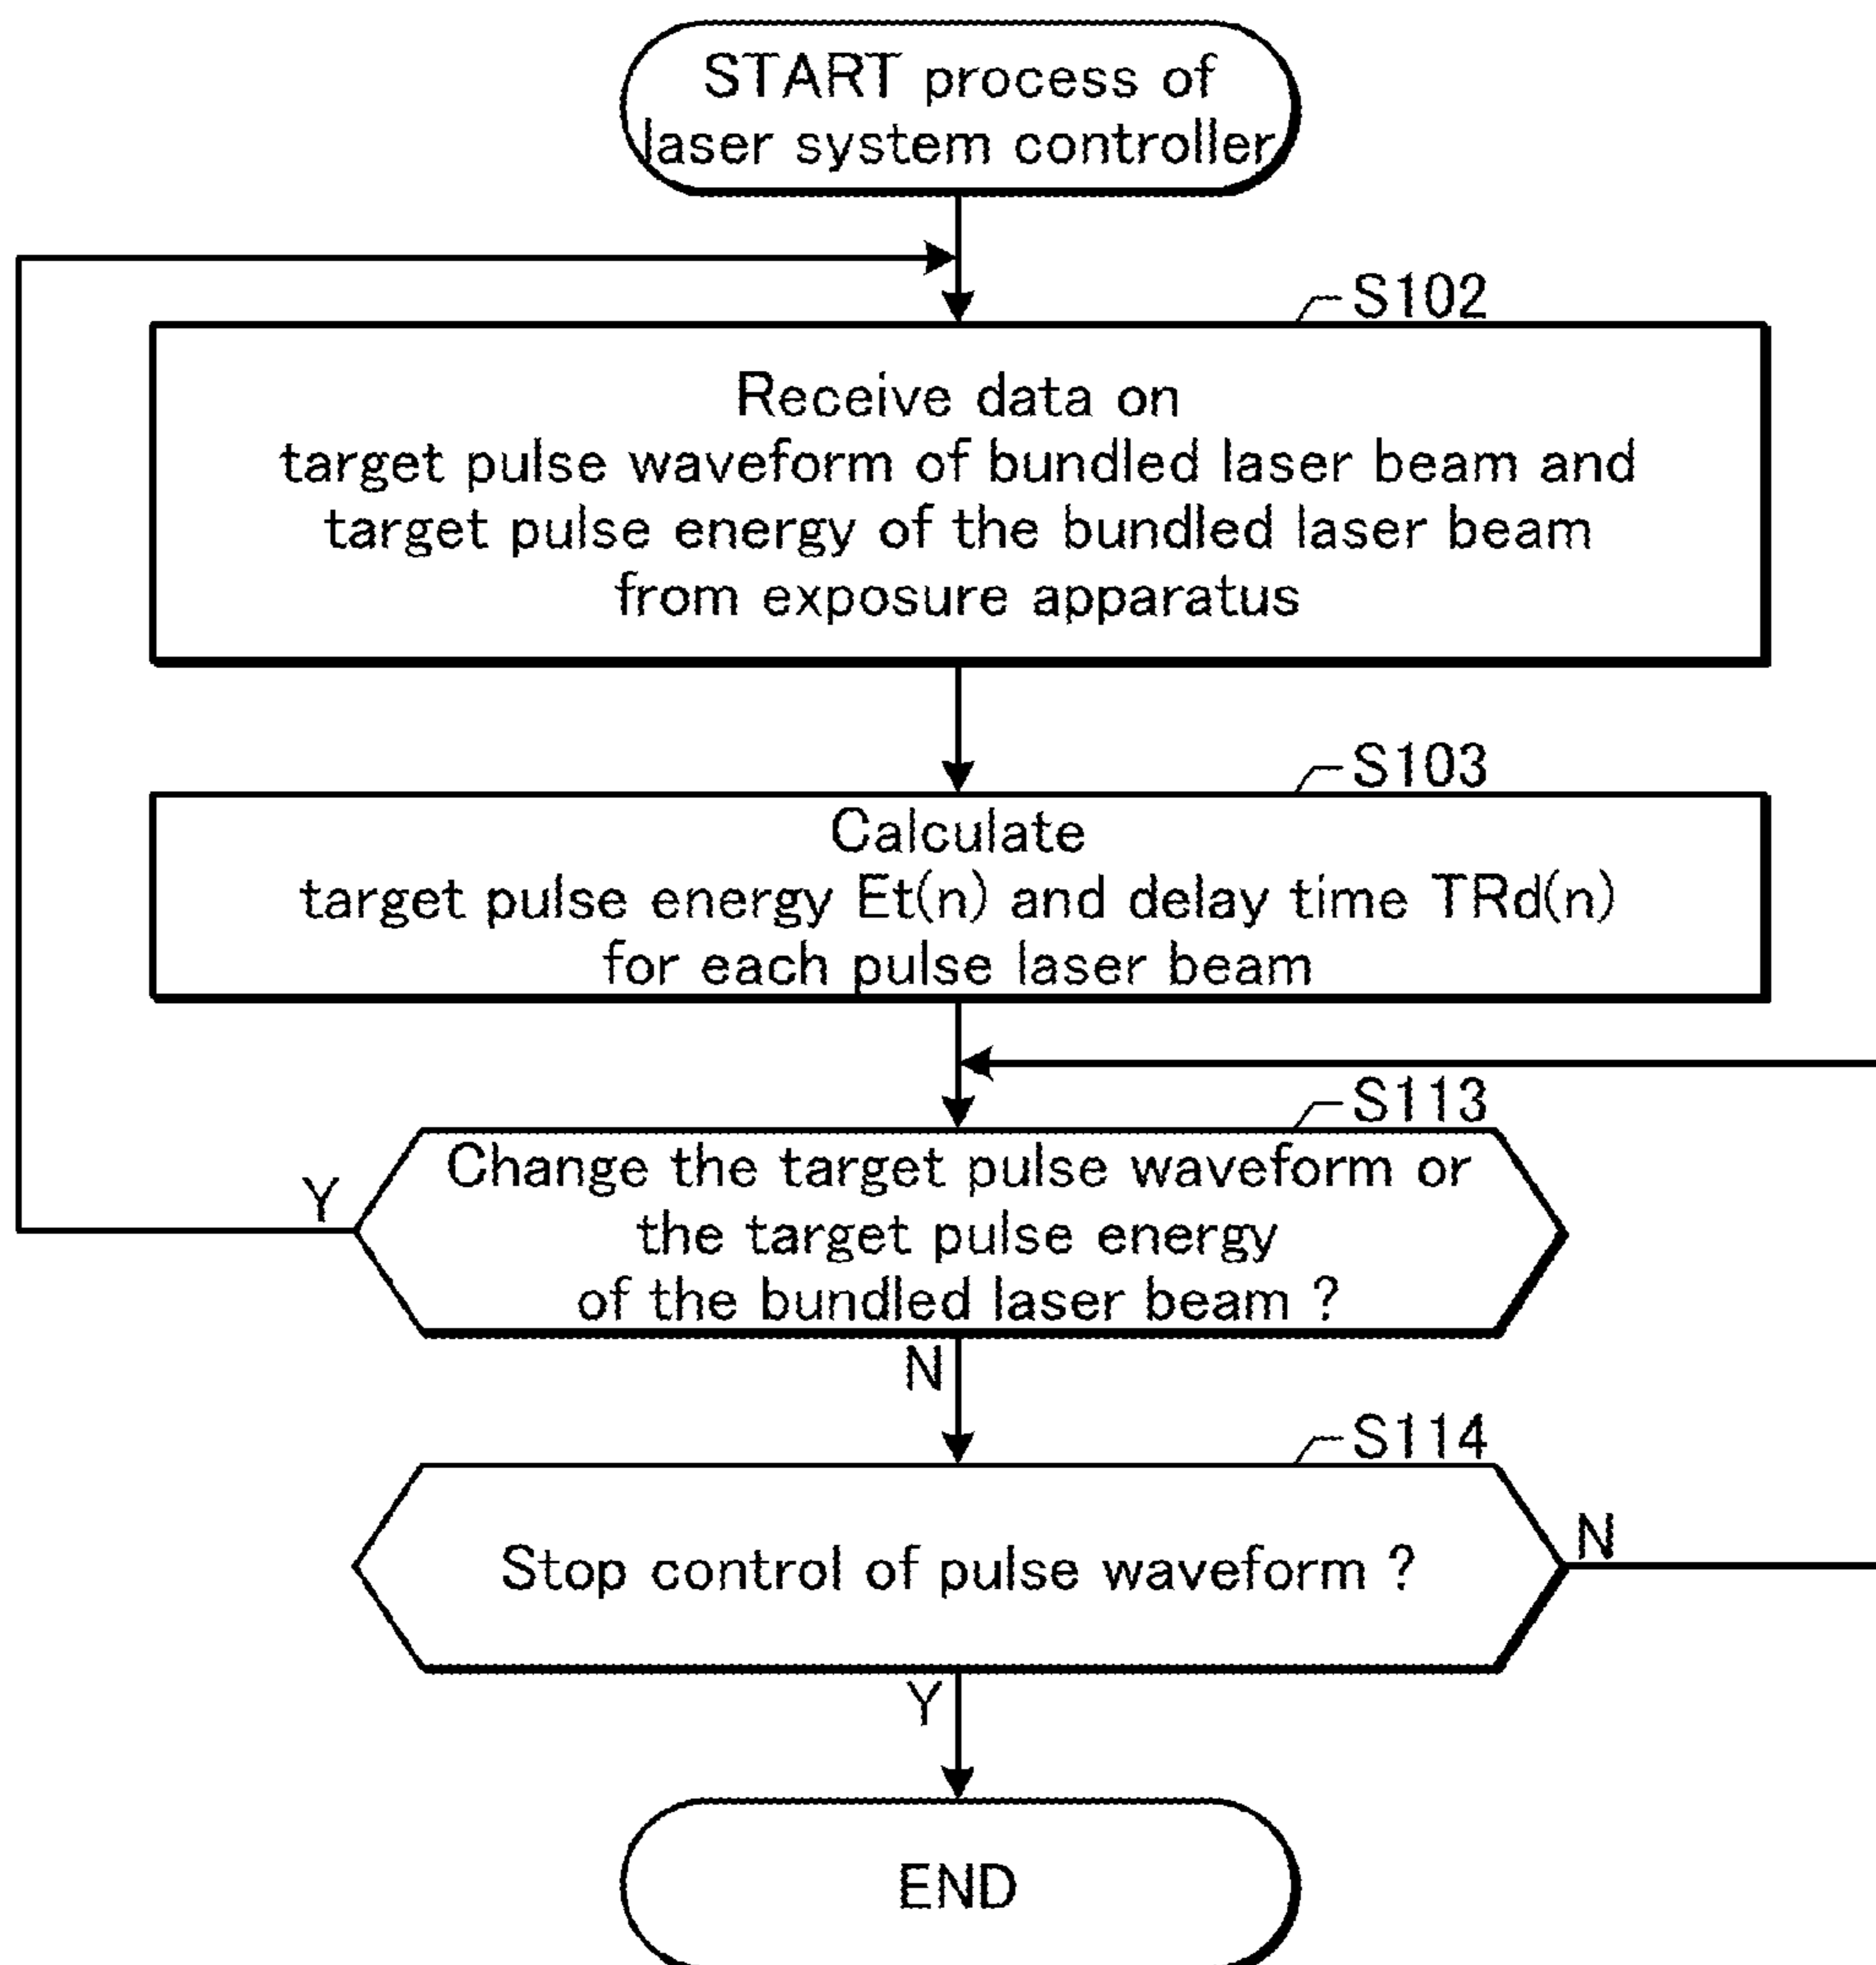 START process of
laser system controller
S102
Receive data on
target pulse waveform of bundled laser beam and
target pulse energy of the bundled laser beam
from exposure apparatus
S103
Calculate
target pulse energy Et(n) and delay time TRd(n)
for each pulse laser beam
S113
Change the target pulse waveform or
the target pulse energy
of the bundled laser beam ?
Y
N
S114
Stop control of pulse waveform ?
N
Y
END